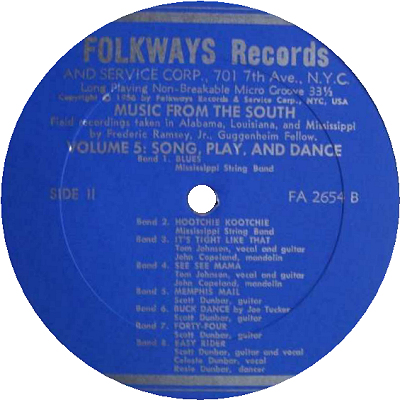 FOLKWAYS Records
AND SERVICE CORP., 701 7th Ave., N.Y.C.
Long Playing Non-Breakable Micro Groove 33⅓
Copyright © 1956 by Folkways Records & Service Corp., NYC, USA
MUSIC FROM THE SOUTH
Field recordings taken in Alabama, Louisiana, and Mississippi
by Frederic Ramsey, Jr., Guggenheim Fellow.
VOLUME 5: SONG, PLAY, AND DANCE
Band 1. BLUES
Mississippi String Band
SIDE II
FA 2654 B
Band 2. HOOTCHIE KOOTCHIE
Mississippi String Band
Band 3. IT'S TIGHT LIKE THAT
Tom Johnson, vocal and guitar
John Copeland, mandolin
Band 4. SEE SEE MAMA
Tom Johnson, vocal and guitar
John Copeland, mandolin
Band 5. MEMPHIS MAIL
Scott Dunbar, guitar
Band 6. BUCK DANCE by Joe Tucker
Scott Dunbar, guitar
Band 7. FORTY-FOUR
Scott Dunbar, guitar
Band 8. EASY RIDER
Scott Dunbar, guitar and vocal
Celeste Dunbar, vocal
Rosie Dunbar, dancer